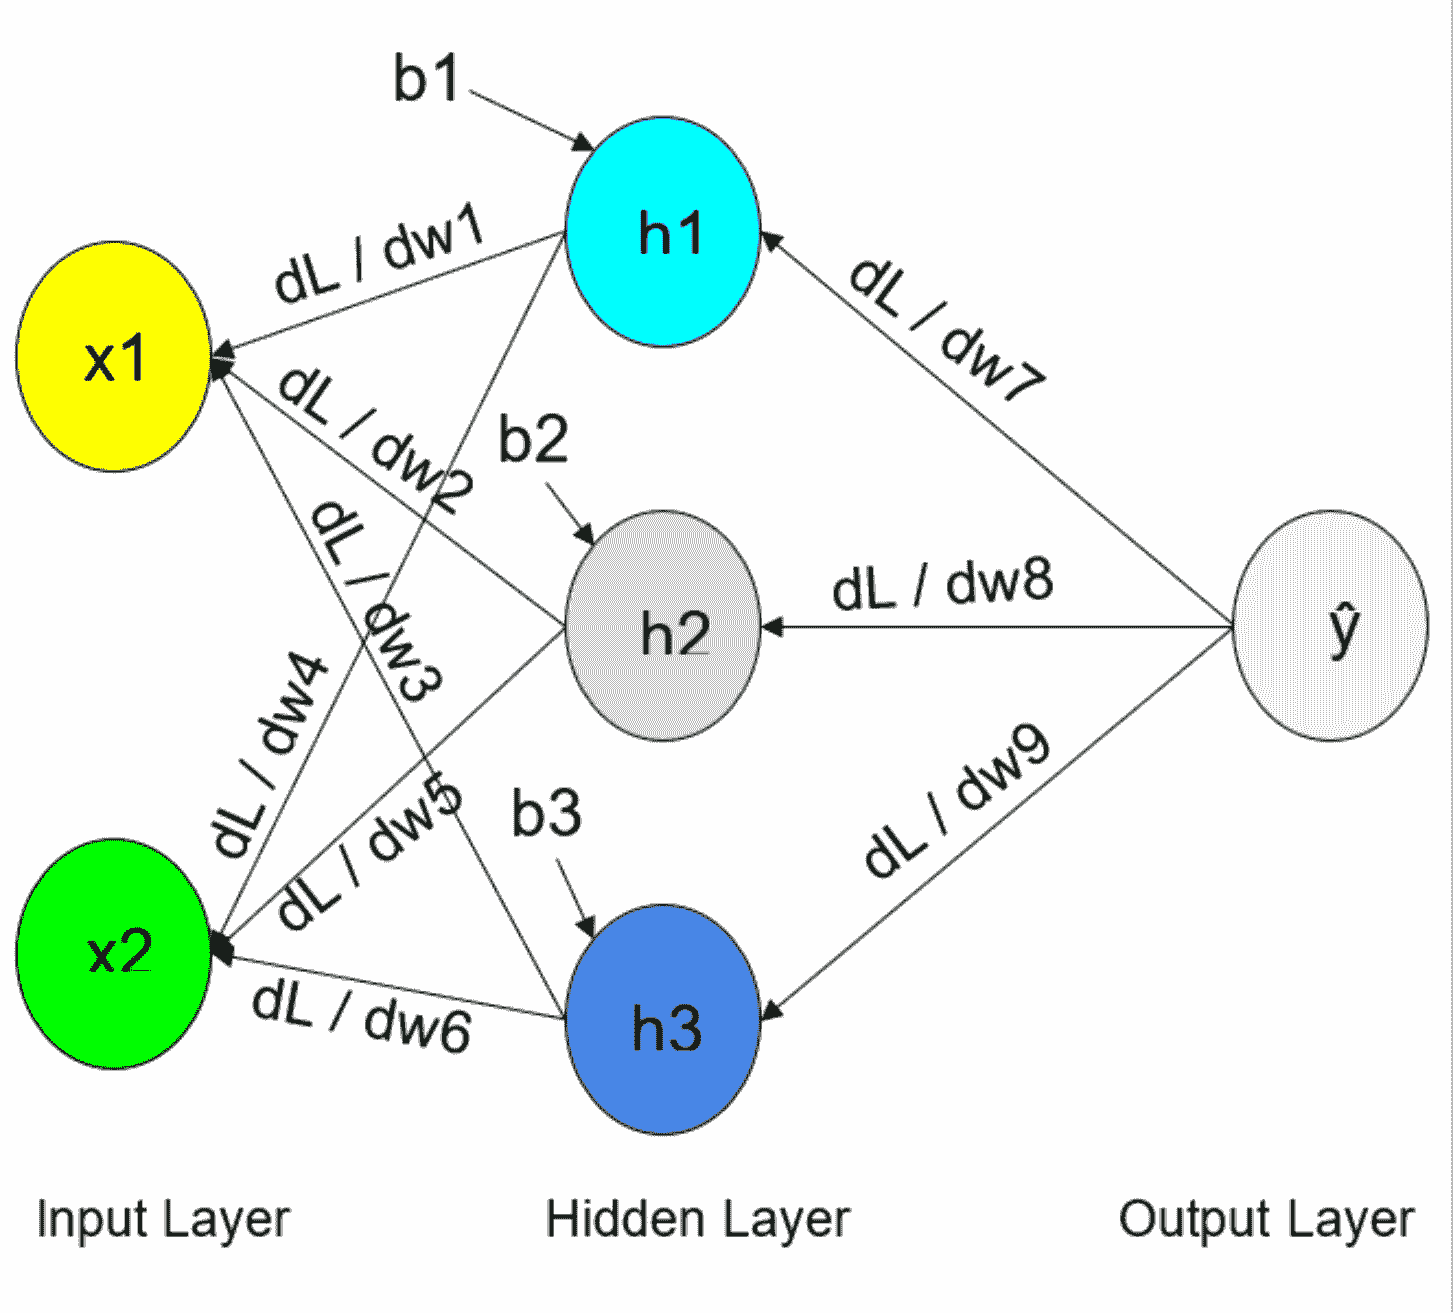 b1
h1
dL / dw1
dL / dw7
x1
dL / dw2
b2
dL / dw3
dL / dw8
h2
ŷ
dL / dw4
dL / dw5
b3
dL / dw9
x2
dL / dw6
h3
Input Layer
Hidden Layer
Output Layer